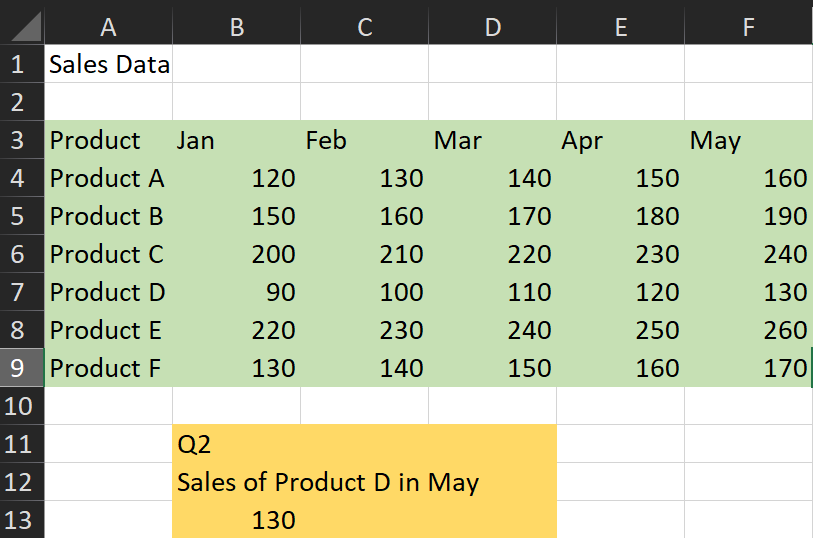 A B C D E F
1 Sales Data
2
3 Product Jan Feb Mar Apr May
4 Product A 120 130 140 150 160
5 Product B 150 160 170 180 190
6 Product C 200 210 220 230 240
7 Product D 90 100 110 120 130
8 Product E 220 230 240 250 260
9 Product F 130 140 150 160 170
10
11 Q2
12 Sales of Product D in May
13 130